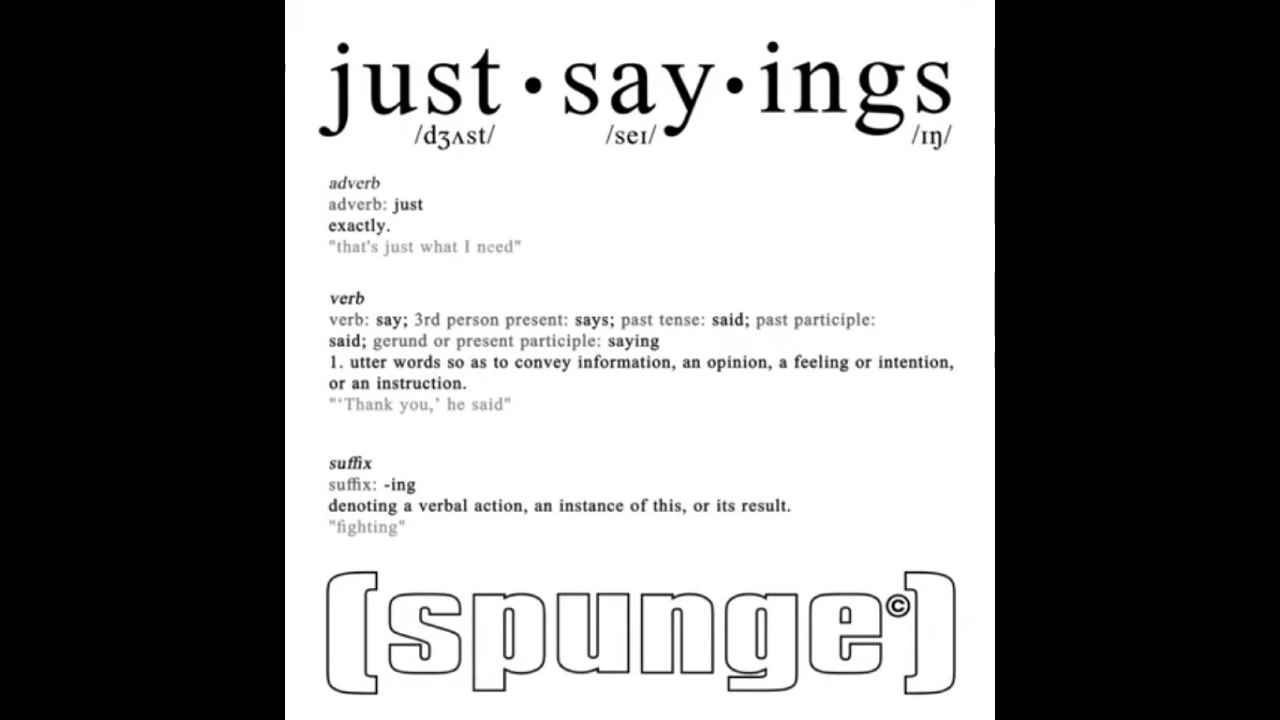 just·say·ings
/dʒʌst/ /seɪ/ /ɪŋ/
adverb
adverb: just
exactly.
"that's just what I need"
verb
verb: say; 3rd person present: says; past tense: said; past participle:
said; gerund or present participle: saying
1. utter words so as to convey information, an opinion, a feeling or intention,
or an instruction.
"‘Thank you,’ he said"
suffix
suffix: -ing
denoting a verbal action, an instance of this, or its result.
"fighting"
[spunge©]